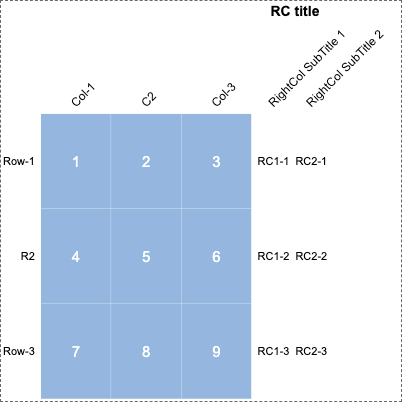 RC title
Col-1 C2 Col-3 RightCol SubTitle 1 RightCol SubTitle 2
Row-1 1 2 3 RC1-1 RC2-1
R2 4 5 6 RC1-2 RC2-2
Row-3 7 8 9 RC1-3 RC2-3